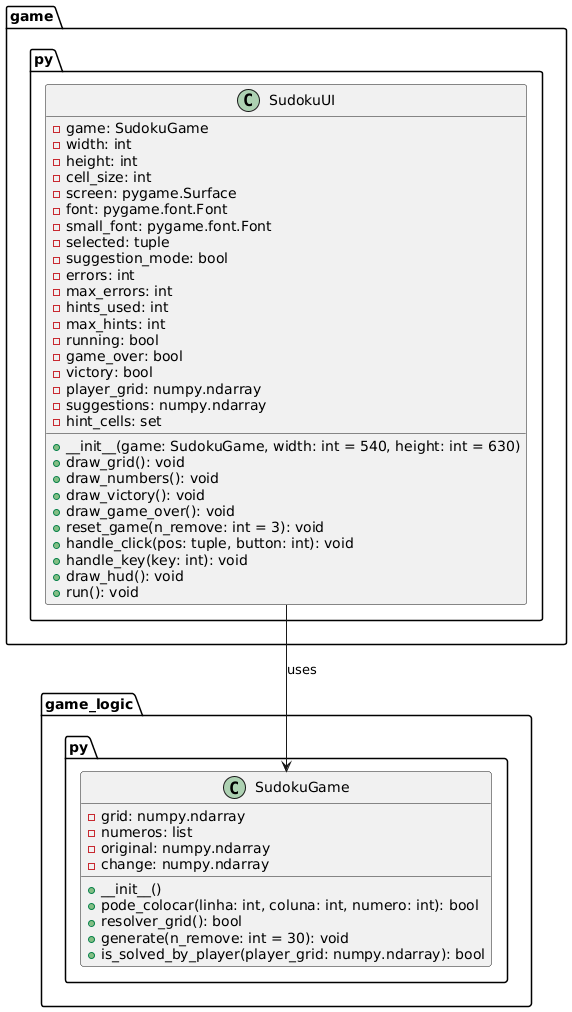 game
py
C SudokuUI
game: SudokuGame
width: int
height: int
cell_size: int
screen: pygame.Surface
font: pygame.font.Font
small_font: pygame.font.Font
selected: tuple
suggestion_mode: bool
errors: int
max_errors: int
hints_used: int
max_hints: int
running: bool
game_over: bool
victory: bool
player_grid: numpy.ndarray
suggestions: numpy.ndarray
hint_cells: set
__init__(game: SudokuGame, width: int = 540, height: int = 630)
draw_grid(): void
draw_numbers(): void
draw_victory(): void
draw_game_over(): void
reset_game(n_remove: int = 3): void
handle_click(pos: tuple, button: int): void
handle_key(key: int): void
draw_hud(): void
run(): void
uses
game_logic
py
C SudokuGame
grid: numpy.ndarray
numeros: list
original: numpy.ndarray
change: numpy.ndarray
__init__()
pode_colocar(linha: int, coluna: int, numero: int): bool
resolver_grid(): bool
generate(n_remove: int = 30): void
is_solved_by_player(player_grid: numpy.ndarray): bool